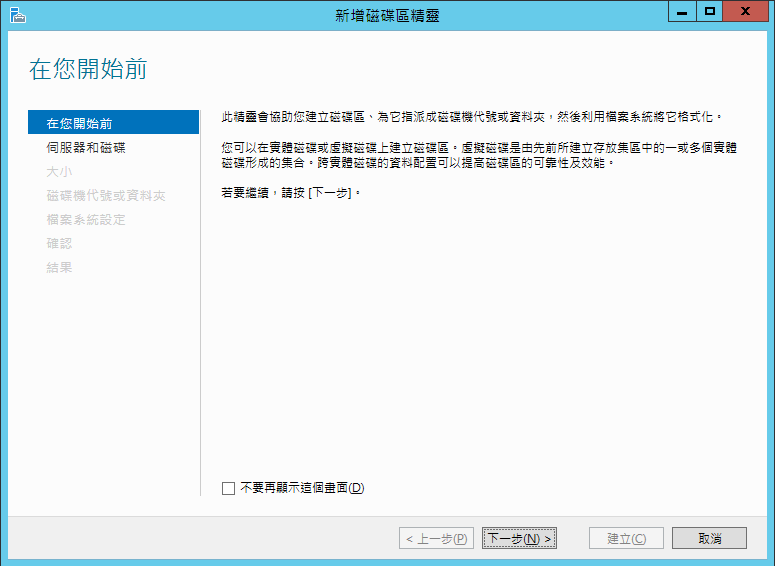 新增磁碟區精靈
在您開始前
在您開始前
伺服器和磁碟
大小
磁碟機代號或資料夾
檔案系統設定
確認
結果
此精靈會協助您建立磁碟區、為它指派成磁碟機代號或資料夾，然後利用檔案系統將它格式化。
您可以在實體磁碟或虛擬磁碟上建立磁碟區。虛擬磁碟是由先前所建立存放集區中的一或多個實體
磁碟形成的集合。跨實體磁碟的資料配置可以提高磁碟區的可靠性及效能。
若要繼續，請按 [下一步]。
不要再顯示這個畫面(D)
< 上一步(P)
下一步(N) >
建立(C)
取消